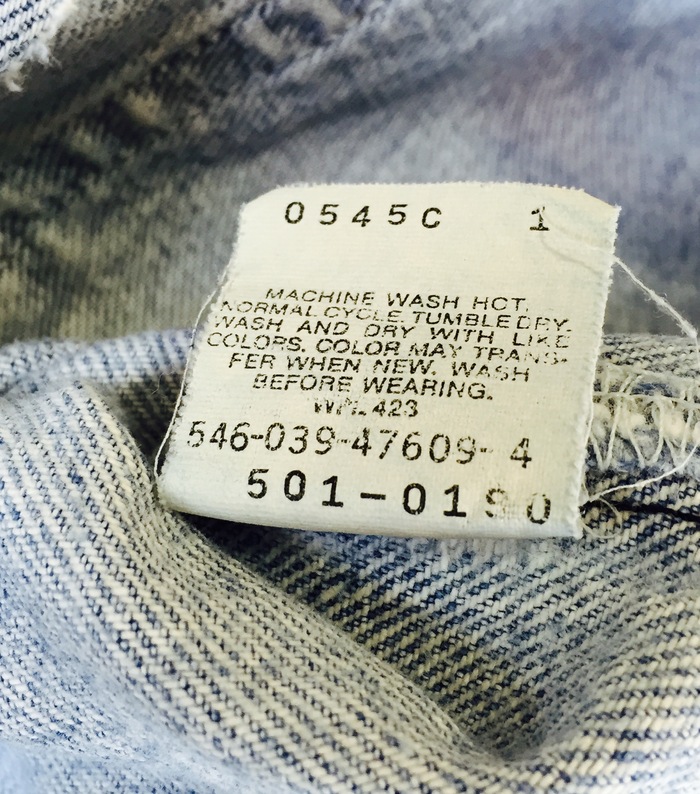 0545C 1
MACHINE WASH HOT,
NORMAL CYCLE. TUMBLE DRY.
WASH AND DRY WITH LIKE
COLORS. COLOR MAY TRANS-
FER WHEN NEW. WASH
BEFORE WEARING.
WPL 423
546-039-47609-4
501-0190